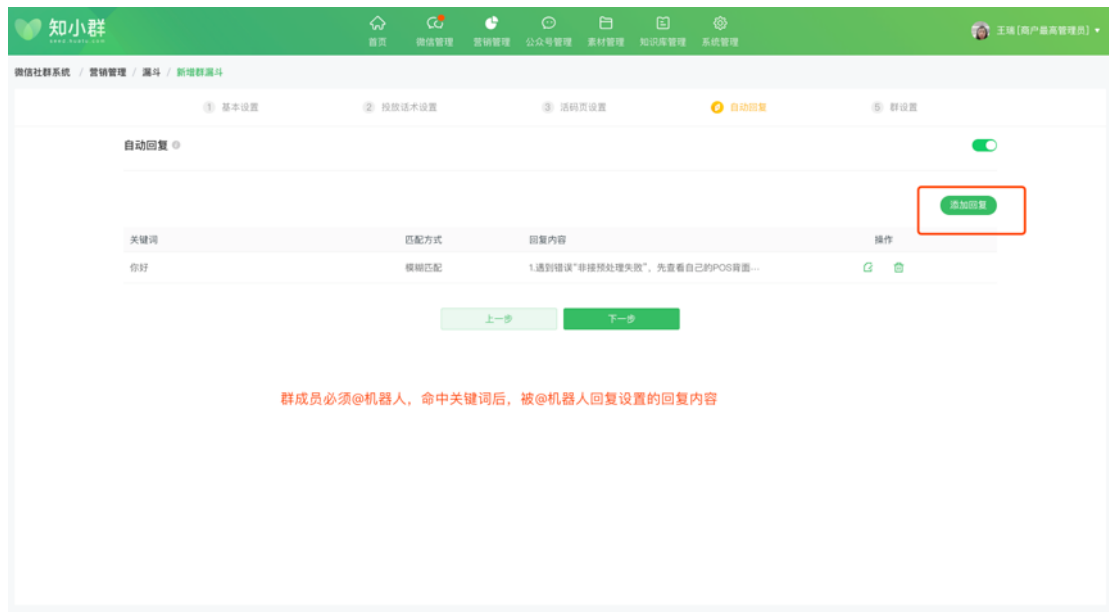 知小群
首页 微信管理 营销管理 公众号管理 素材管理 知识库管理 系统管理
王瑞[商户最高管理员]
微信社群系统 / 营销管理 / 漏斗 / 新增群漏斗
1 基本设置 2 投放话术设置 3 活码页设置 自动回复 5 群设置
自动回复
添加回复
关键词 匹配方式 回复内容 操作
你好 模糊匹配 1.遇到错误"非接预处理失败"，先查看自己的POS背面...
上一步 下一步
群成员必须@机器人，命中关键词后，被@机器人回复设置的回复内容